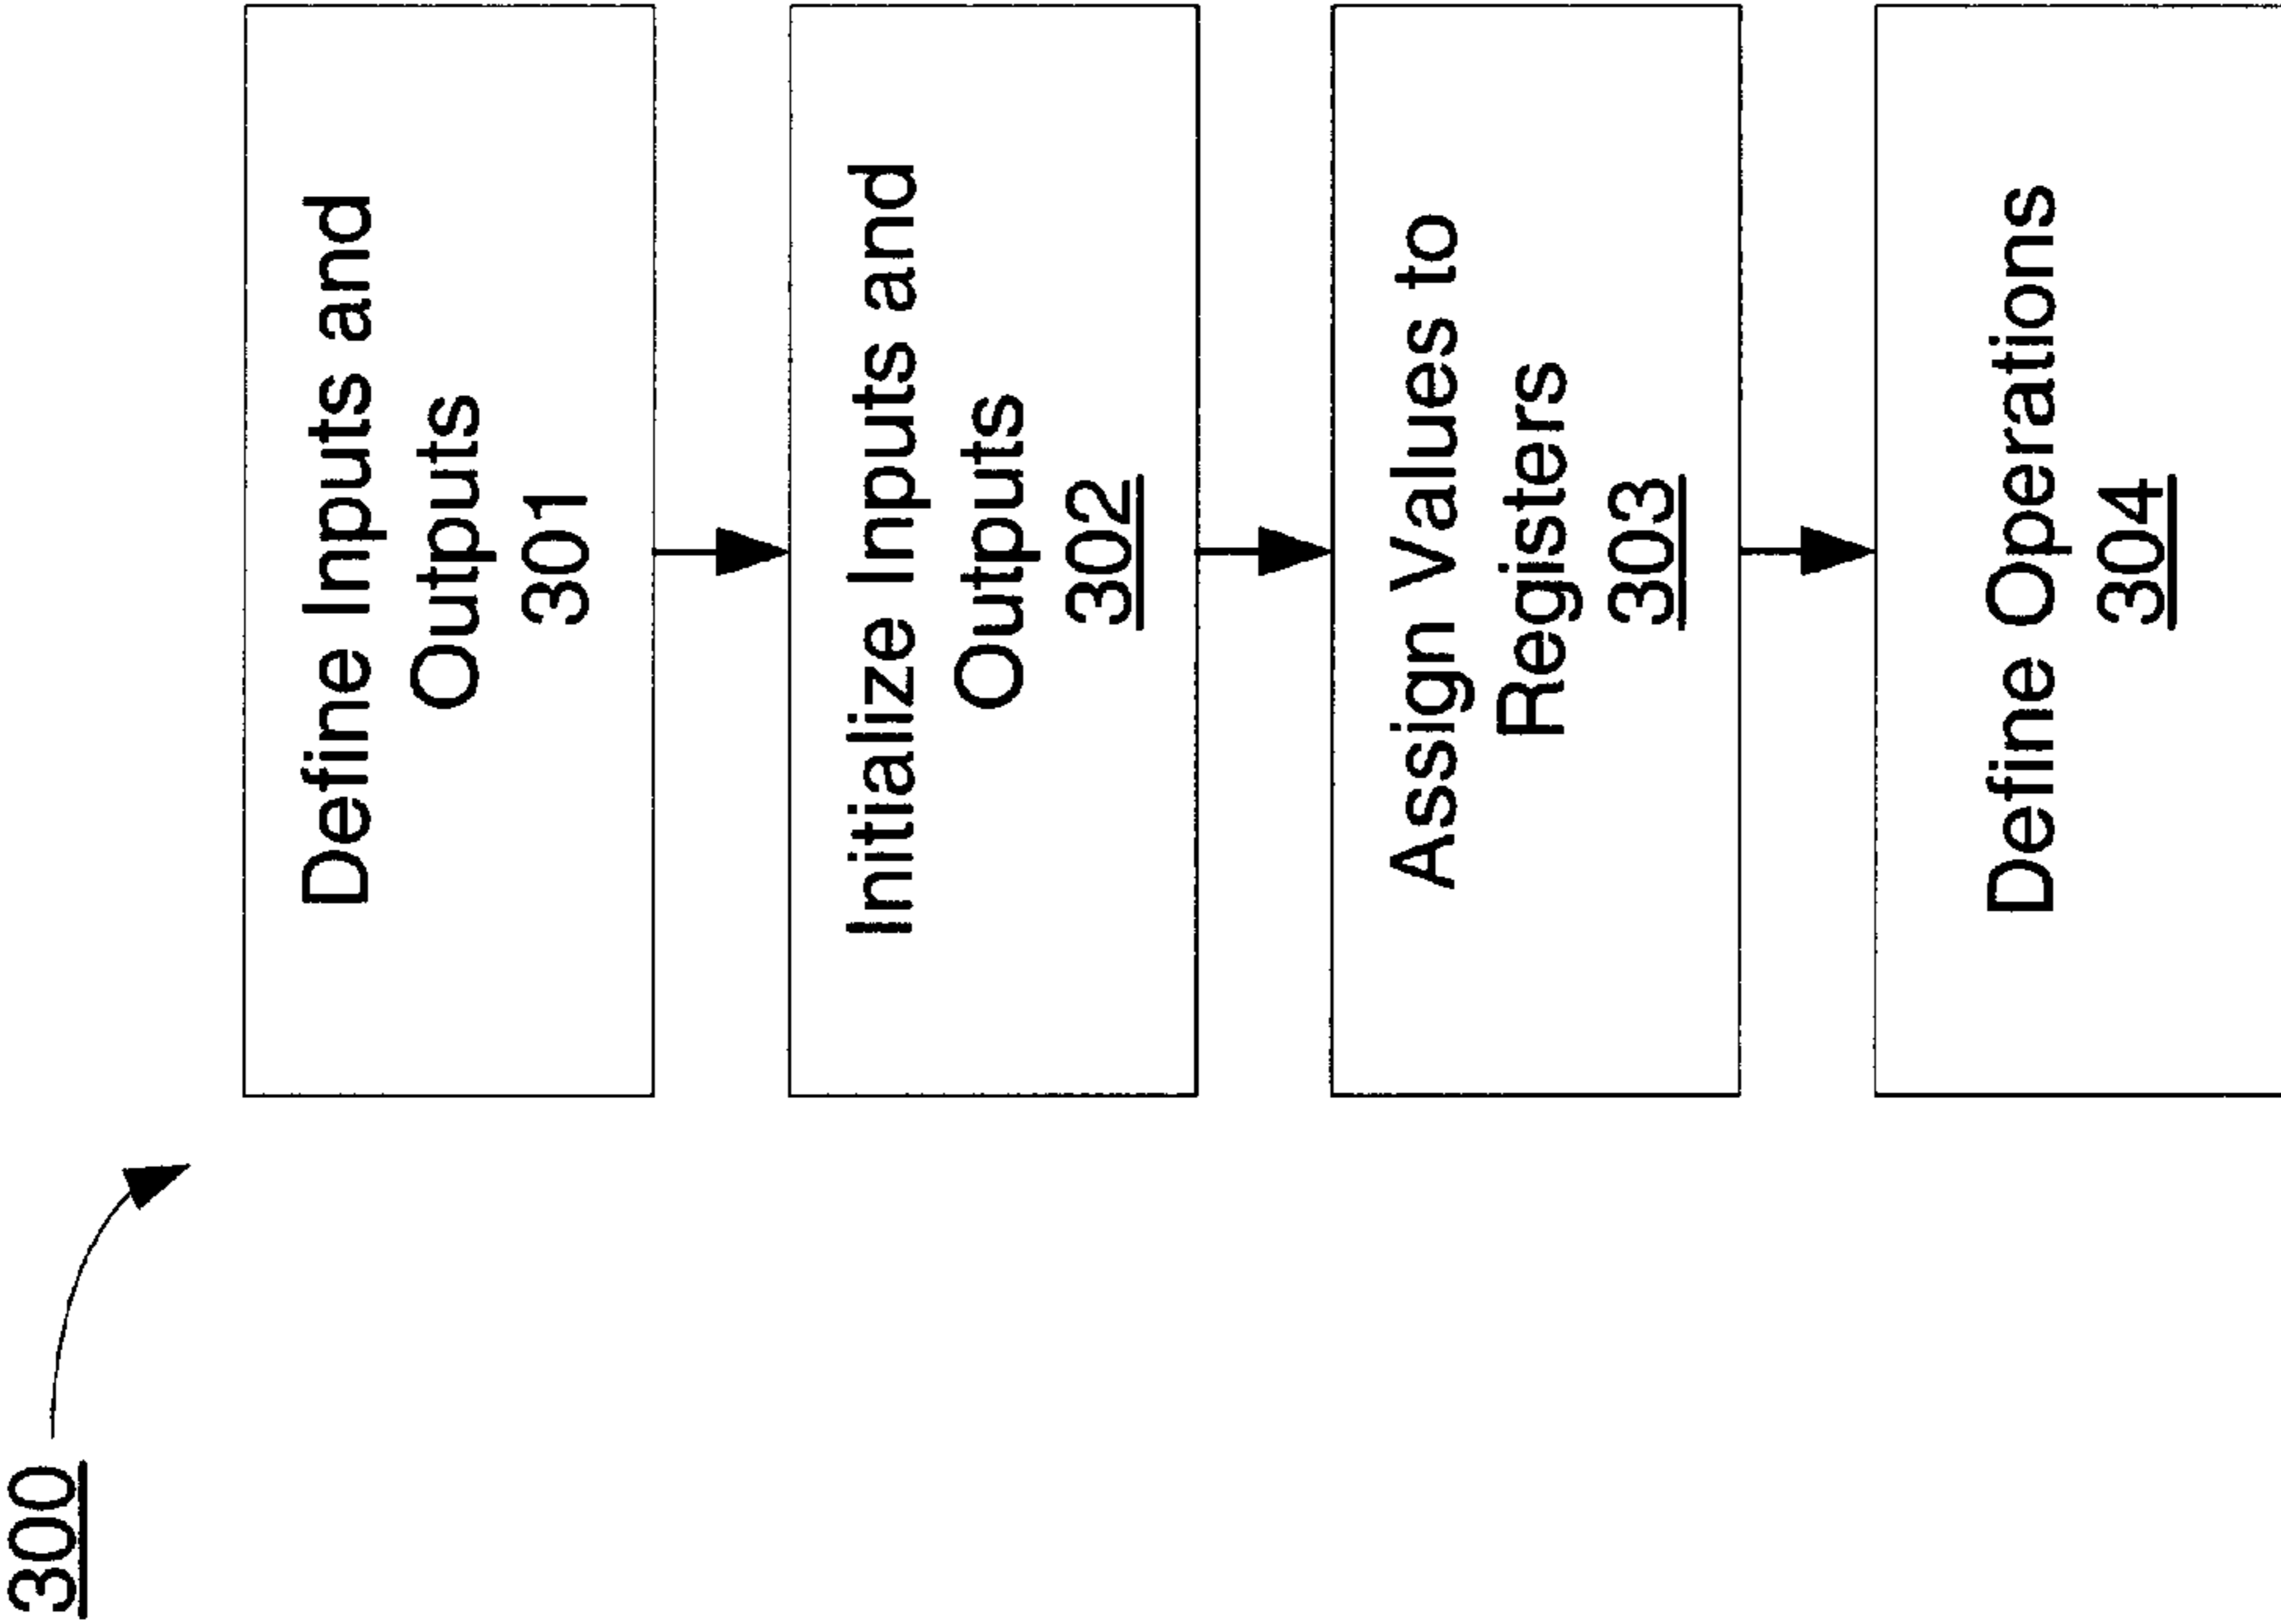 300
Define Inputs and
Outputs
301
Initialize Inputs and
Outputs
302
Assign Values to
Registers
303
Define Operations
304